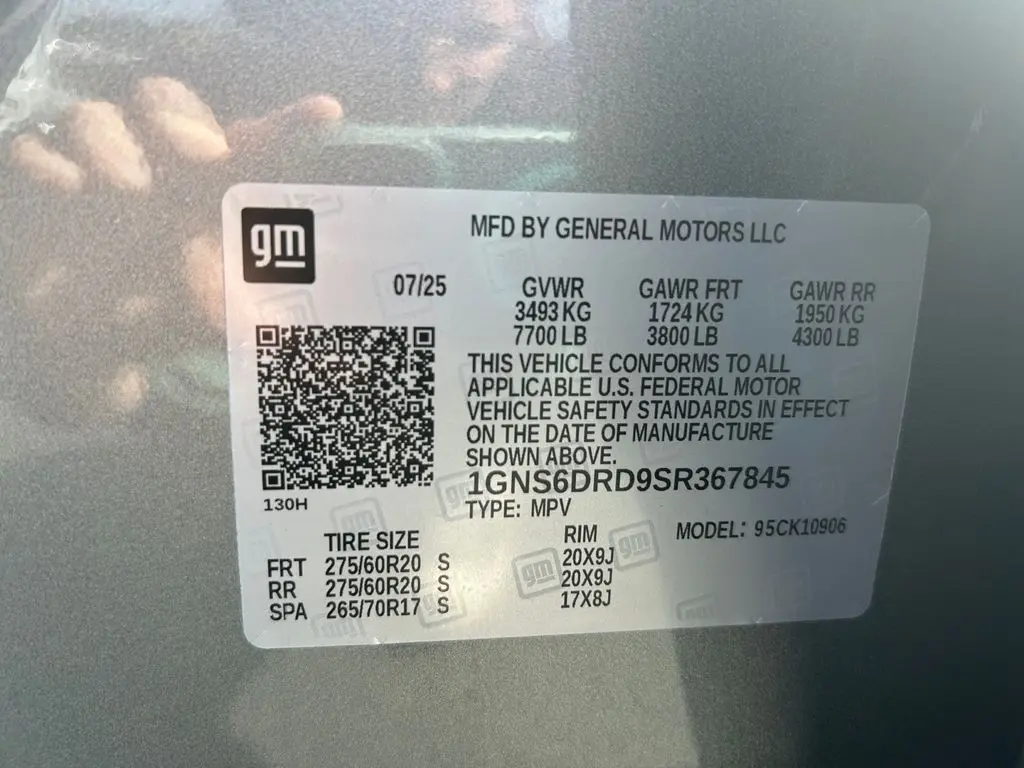 gm
MFD BY GENERAL MOTORS LLC
07/25 GVWR GAWR FRT GAWR RR
3493 KG 1724 KG 1950 KG
7700 LB 3800 LB 4300 LB
THIS VEHICLE CONFORMS TO ALL
APPLICABLE U.S. FEDERAL MOTOR
VEHICLE SAFETY STANDARDS IN EFFECT
ON THE DATE OF MANUFACTURE
SHOWN ABOVE.
1GNS6DRD9SR367845
130H
TYPE: MPV
MODEL: 95CK10906
TIRE SIZE RIM
FRT 275/60R20 S 20X9J
RR 275/60R20 S 20X9J
SPA 265/70R17 S 17X8J
gm
gm